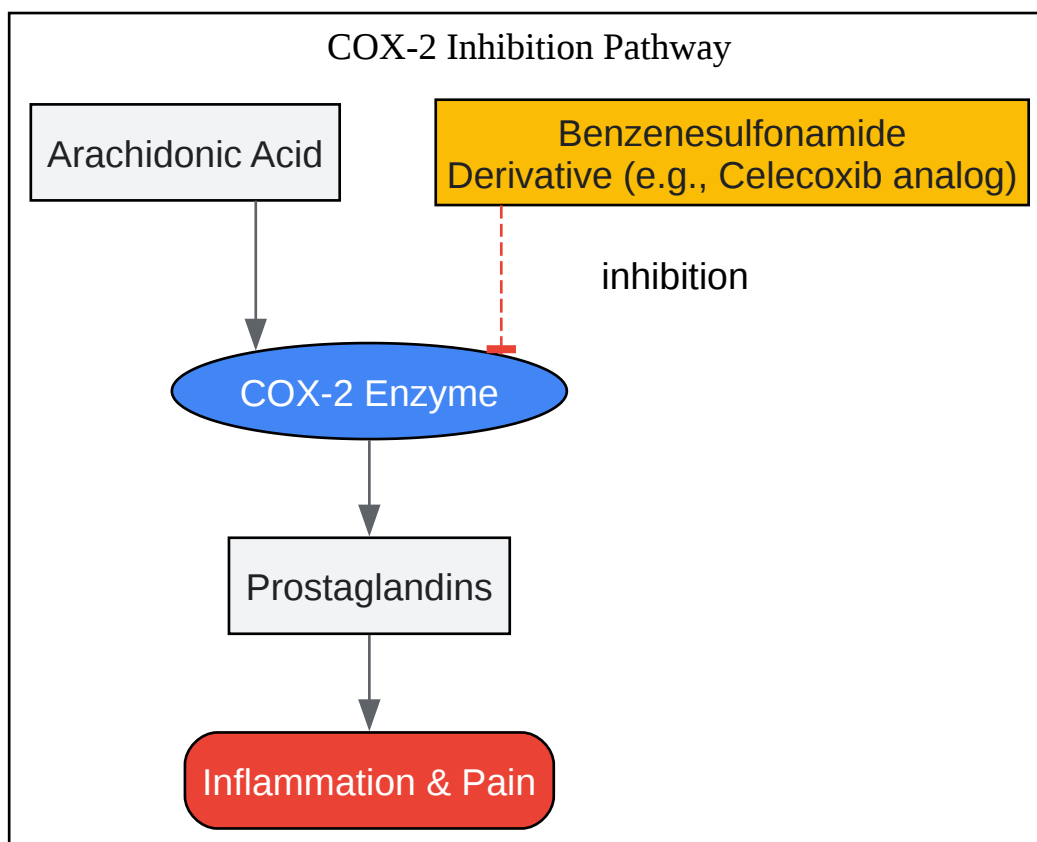 COX-2 Inhibition Pathway
Arachidonic Acid
Benzenesulfonamide
Derivative (e.g., Celecoxib analog)
inhibition
COX-2 Enzyme
Prostaglandins
Inflammation & Pain